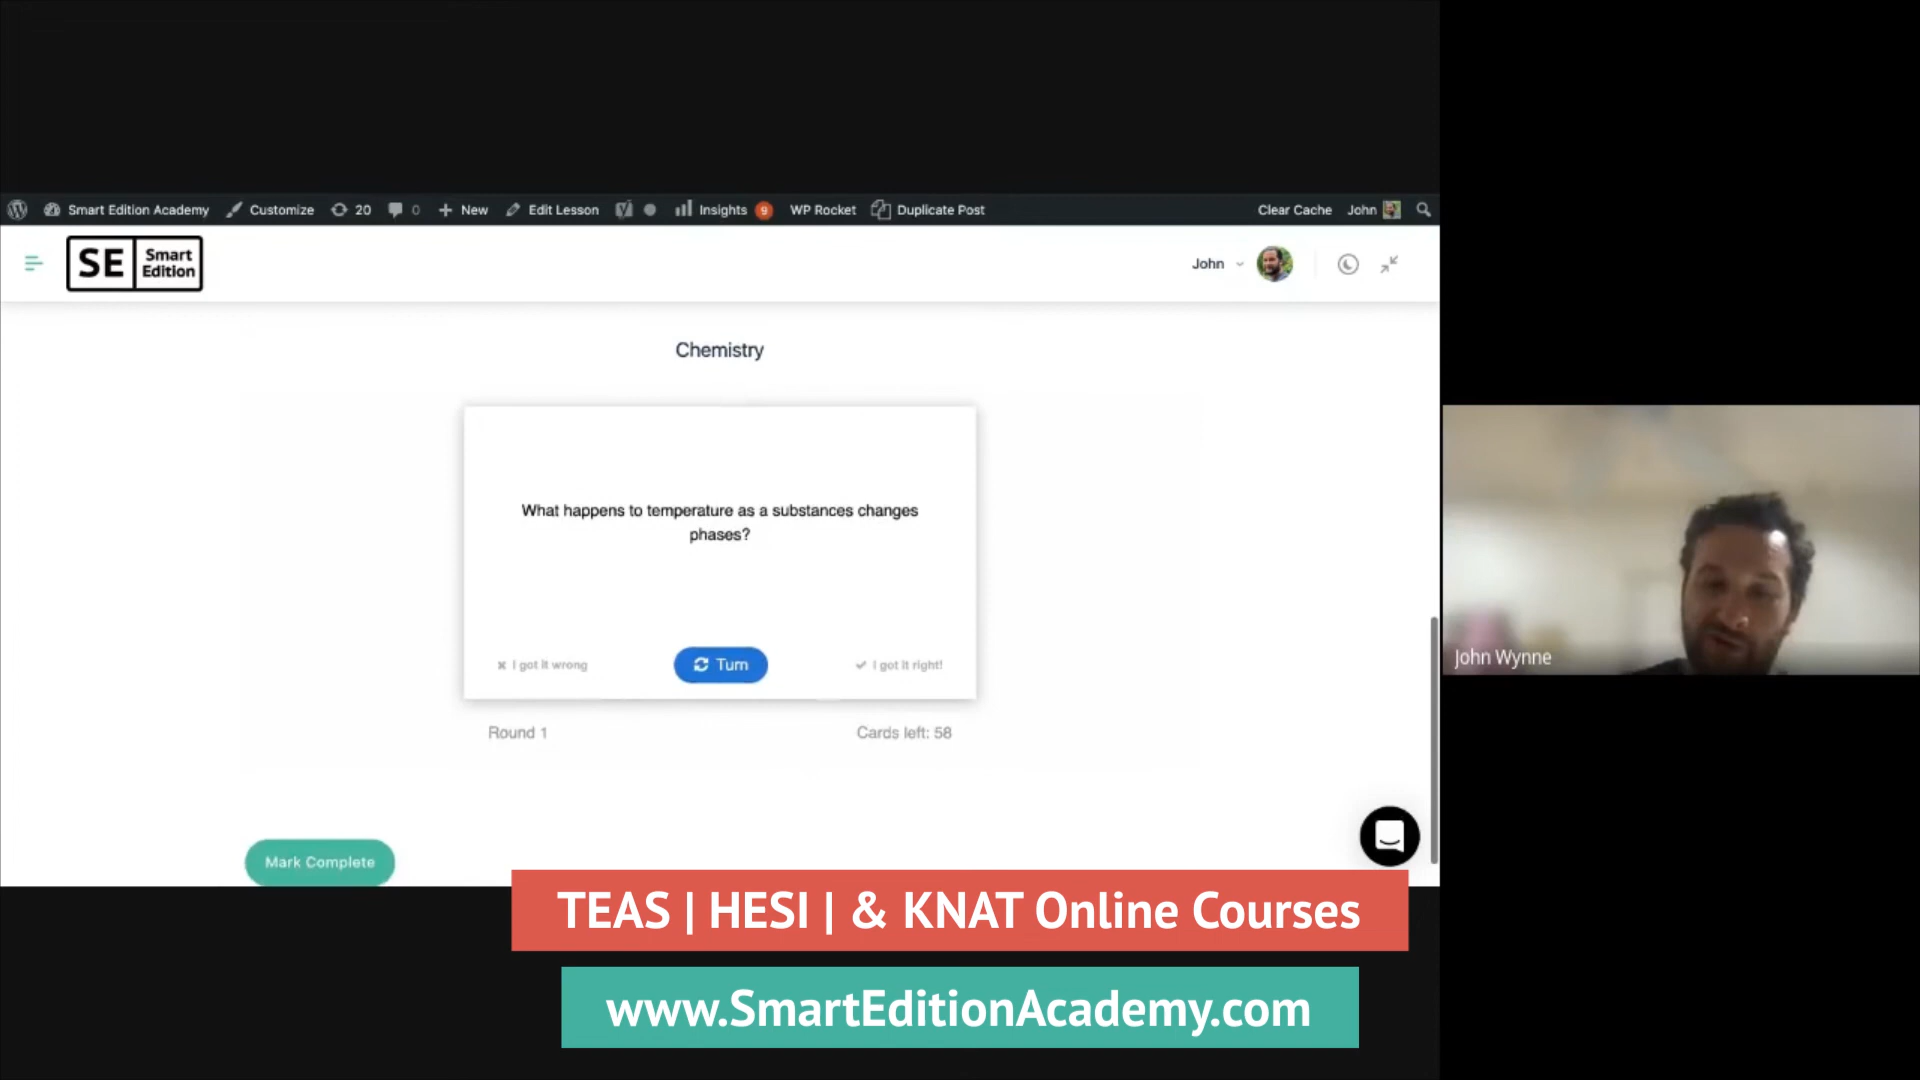 Smart Edition Academy Customize 20 0 New Edit Lesson Insights 9 WP Rocket Duplicate Post Clear Cache John
SE Smart Edition
John
Chemistry
What happens to temperature as a substances changes
phases?
I got it wrong Turn I got it right!
Round 1 Cards left: 58
John Wynne
Mark Complete
TEAS | HESI | & KNAT Online Courses
www.SmartEditionAcademy.com